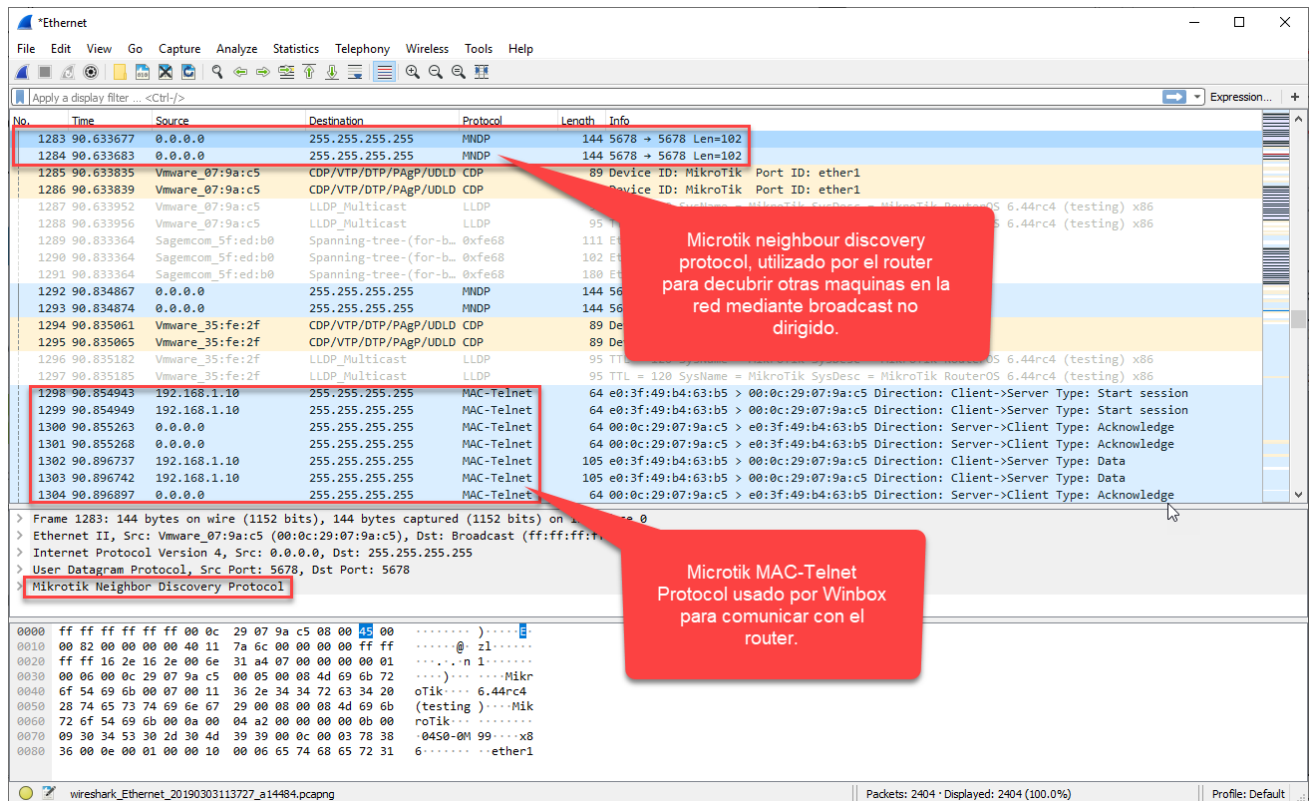 *Ethernet
File Edit View Go Capture Analyze Statistics Telephony Wireless Tools Help
Apply a display filter ... <Ctrl-/>
Expression... +
No. Time Source Destination Protocol Length Info
1283 90.633677 0.0.0.0 255.255.255.255 MNDP 144 5678 → 5678 Len=102
1284 90.633683 0.0.0.0 255.255.255.255 MNDP 144 5678 → 5678 Len=102
1285 90.633835 Vmware_07:9a:c5 CDP/VTP/DTP/PAgP/UDLD CDP 89 Device ID: MikroTik Port ID: ether1
1286 90.633839 Vmware_07:9a:c5 CDP/VTP/DTP/PAgP/UDLD CDP Device ID: MikroTik Port ID: ether1
1287 90.633952 Vmware_07:9a:c5 LLDP_Multicast LLDP SysName = MikroTik SysDesc = MikroTik RouterOS 6.44rc4 (testing) x86
1288 90.633956 Vmware_07:9a:c5 LLDP_Multicast LLDP 95 6.44rc4 (testing) x86
1289 90.833364 Sagemcom_5f:ed:b0 Spanning-tree-(for-b… 0xfe68 111
1290 90.833364 Sagemcom_5f:ed:b0 Spanning-tree-(for-b… 0xfe68 102
1291 90.833364 Sagemcom_5f:ed:b0 Spanning-tree-(for-b… 0xfe68 180
1292 90.834867 0.0.0.0 255.255.255.255 MNDP 144
1293 90.834874 0.0.0.0 255.255.255.255 MNDP 144
1294 90.835061 Vmware_35:fe:2f CDP/VTP/DTP/PAgP/UDLD CDP 89
1295 90.835065 Vmware_35:fe:2f CDP/VTP/DTP/PAgP/UDLD CDP 89
1296 90.835182 Vmware_35:fe:2f LLDP_Multicast LLDP 95 6.44rc4 (testing) x86
1297 90.835185 Vmware_35:fe:2f LLDP_Multicast LLDP 95 TTL = 120 SysName = MikroTik SysDesc = MikroTik RouterOS 6.44rc4 (testing) x86
1298 90.854943 192.168.1.10 255.255.255.255 MAC-Telnet 64 e0:3f:49:b4:63:b5 > 00:0c:29:07:9a:c5 Direction: Client->Server Type: Start session
1299 90.854949 192.168.1.10 255.255.255.255 MAC-Telnet 64 e0:3f:49:b4:63:b5 > 00:0c:29:07:9a:c5 Direction: Client->Server Type: Start session
1300 90.855263 0.0.0.0 255.255.255.255 MAC-Telnet 64 00:0c:29:07:9a:c5 > e0:3f:49:b4:63:b5 Direction: Server->Client Type: Acknowledge
1301 90.855268 0.0.0.0 255.255.255.255 MAC-Telnet 64 00:0c:29:07:9a:c5 > e0:3f:49:b4:63:b5 Direction: Server->Client Type: Acknowledge
1302 90.896737 192.168.1.10 255.255.255.255 MAC-Telnet 105 e0:3f:49:b4:63:b5 > 00:0c:29:07:9a:c5 Direction: Client->Server Type: Data
1303 90.896742 192.168.1.10 255.255.255.255 MAC-Telnet 105 e0:3f:49:b4:63:b5 > 00:0c:29:07:9a:c5 Direction: Client->Server Type: Data
1304 90.896897 0.0.0.0 255.255.255.255 MAC-Telnet 64 00:0c:29:07:9a:c5 > e0:3f:49:b4:63:b5 Direction: Server->Client Type: Acknowledge
Microtik neighbour discovery
protocol, utilizado por el router
para decubrir otras maquinas en la
red mediante broadcast no
dirigido.
> Frame 1283: 144 bytes on wire (1152 bits), 144 bytes captured (1152 bits) on
> Ethernet II, Src: Vmware_07:9a:c5 (00:0c:29:07:9a:c5), Dst: Broadcast
> Internet Protocol Version 4, Src: 0.0.0.0, Dst: 255.255.255.255
> User Datagram Protocol, Src Port: 5678, Dst Port: 5678
> Mikrotik Neighbor Discovery Protocol
Microtik MAC-Telnet
Protocol usado por Winbox
para comunicar con el
router.
0000 ff ff ff ff ff ff 00 0c 29 07 9a c5 08 00 45 00 ········ )·····E·
0010 00 82 00 00 00 00 40 11 7a 6c 00 00 00 00 ff ff ······@· zl······
0020 ff ff 16 2e 16 2e 00 6e 31 a4 07 00 00 00 00 01 ···.·.·n 1·······
0030 00 06 00 0c 29 07 9a c5 00 05 00 08 4d 69 6b 72 ····)··· ····Mikr
0040 6f 54 69 6b 00 07 00 11 36 2e 34 34 72 63 34 20 oTik···· 6.44rc4
0050 28 74 65 73 74 69 6e 67 29 00 08 00 08 4d 69 6b (testing )····Mik
0060 72 6f 54 69 6b 00 0a 00 04 a2 00 00 00 00 0b 00 roTik··· ········
0070 09 30 34 53 30 2d 30 4d 39 39 00 0c 00 03 78 38 ·04S0-0M 99····x8
0080 36 00 0e 00 01 00 00 10 00 06 65 74 68 65 72 31 6······· ··ether1
wireshark_Ethernet_20190303113727_a14484.pcapng
Packets: 2404 · Displayed: 2404 (100.0%)
Profile: Default